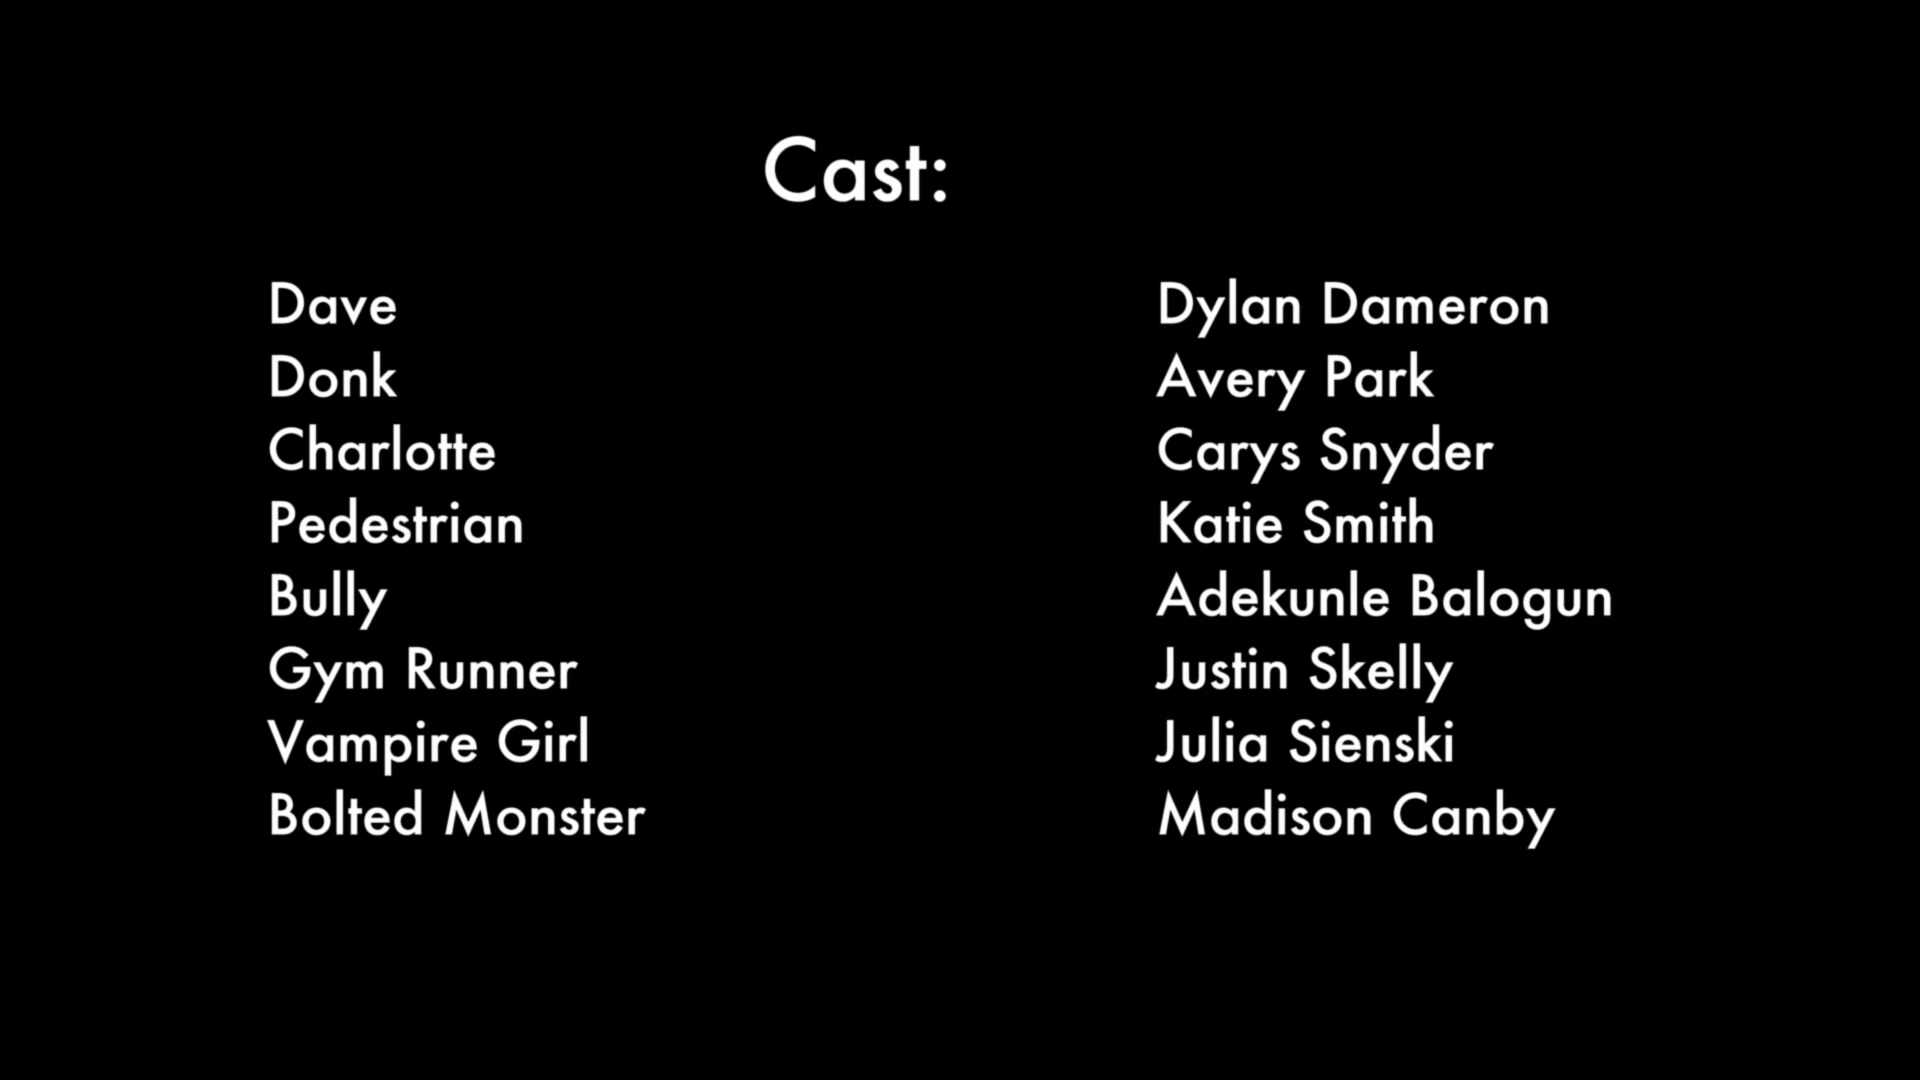 Cast:
Dave Dylan Dameron
Donk Avery Park
Charlotte Carys Snyder
Pedestrian Katie Smith
Bully Adekunle Balogun
Gym Runner Justin Skelly
Vampire Girl Julia Sienski
Bolted Monster Madison Canby